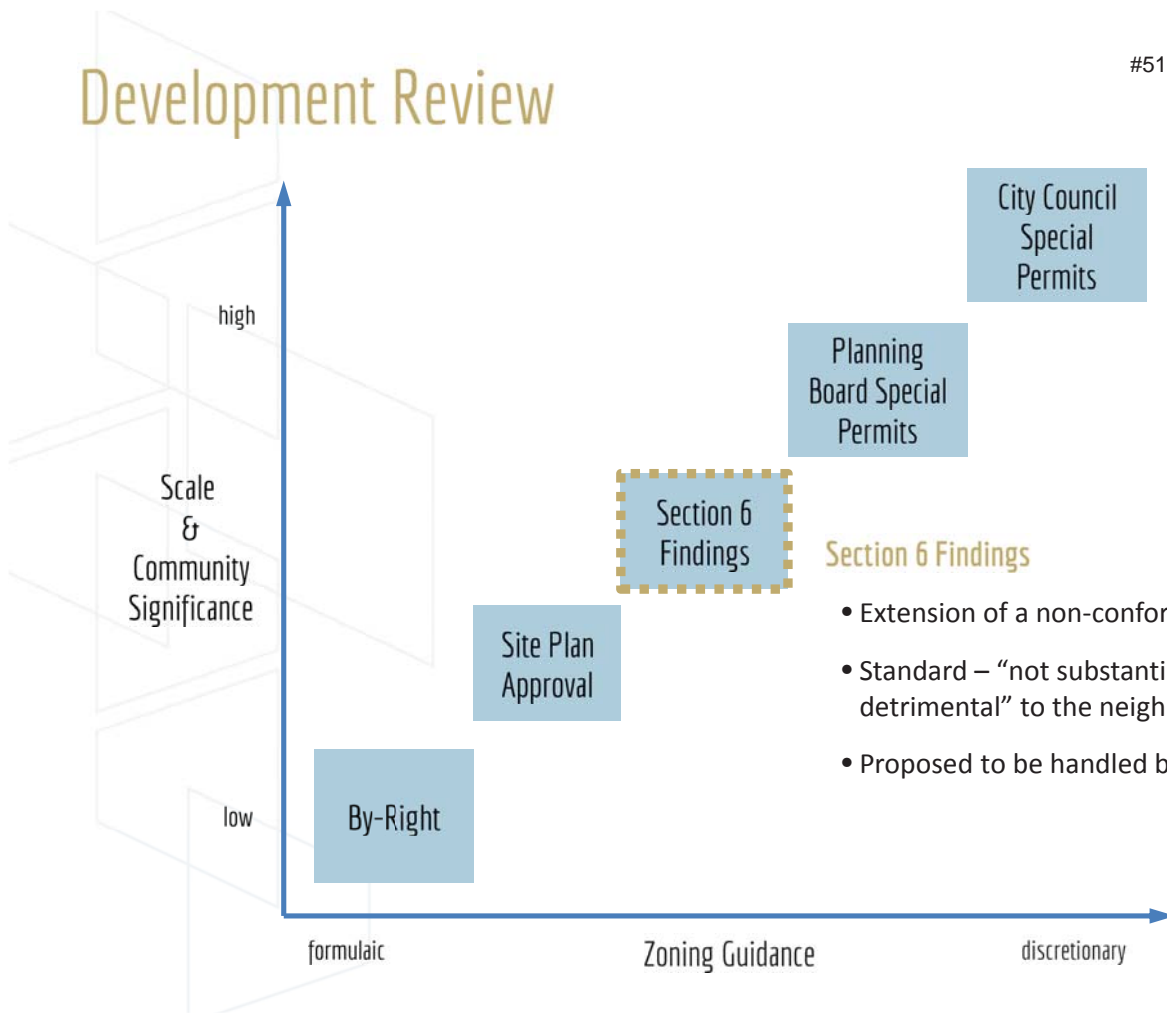 #51
Development Review
City Council
Special
Permits
high
Planning
Board Special
Permits
Scale
&
Community
Significance
Section 6
Findings
Section 6 Findings
• Extension of a non-confor
• Standard – “not substanti
detrimental” to the neigh
• Proposed to be handled b
Site Plan
Approval
low
By-Right
formulaic
Zoning Guidance
discretionary